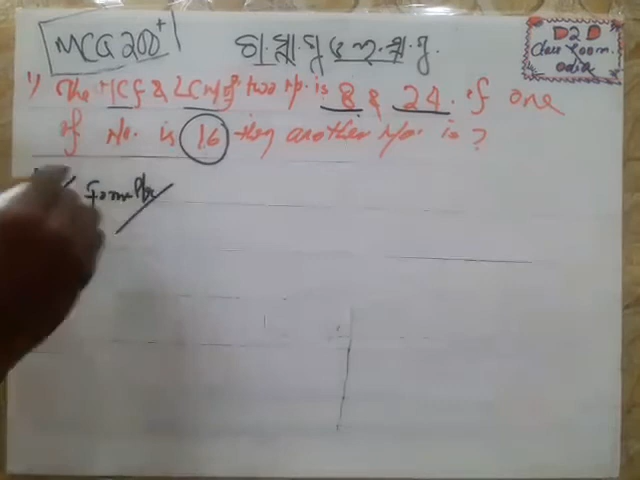 MCQ 200+
ଗ.ସା.ଗୁ ଓ ଲ.ସା.ଗୁ.
D2D
Class Room.
Odia
1) The HCF & LCM of two no. is 8 & 24. if one
of No. is 16 then another No. is?